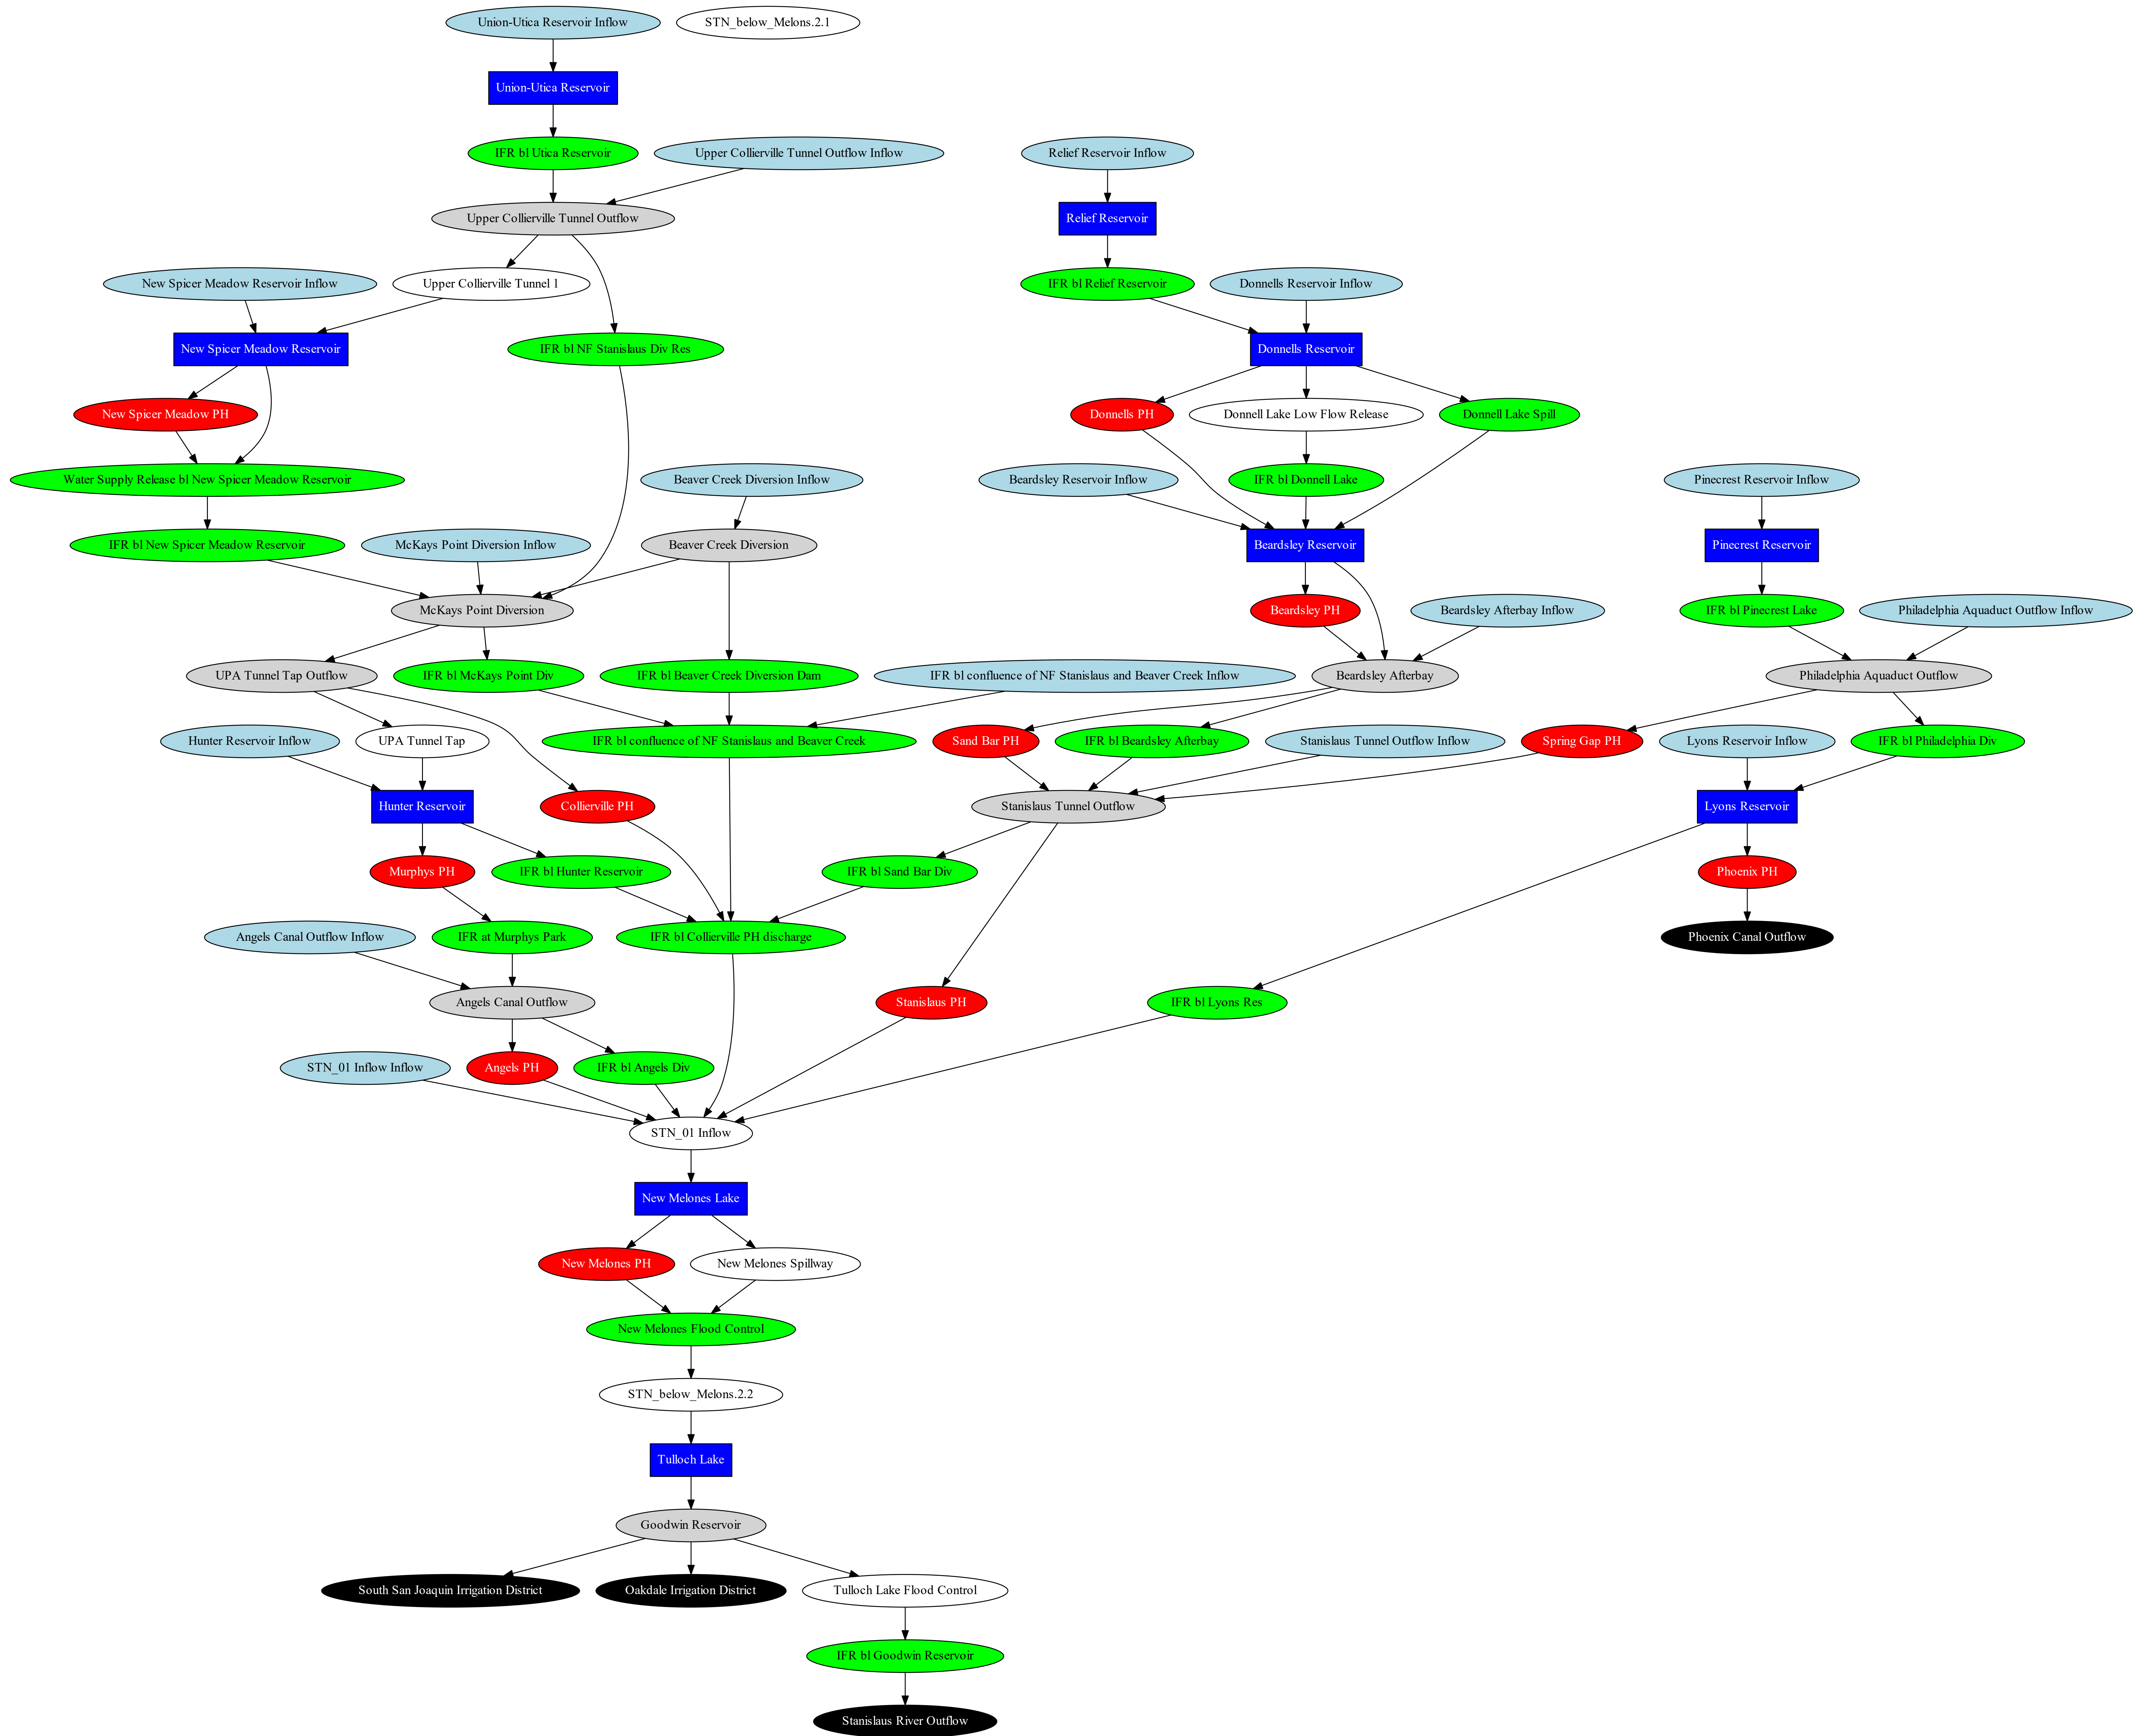 Union-Utica Reservoir Inflow
STN_below_Melons.2.1
Union-Utica Reservoir
IFR bl Utica Reservoir
Upper Collierville Tunnel Outflow Inflow
Relief Reservoir Inflow
Upper Collierville Tunnel Outflow
Relief Reservoir
New Spicer Meadow Reservoir Inflow
Upper Collierville Tunnel 1
IFR bl Relief Reservoir
Donnells Reservoir Inflow
New Spicer Meadow Reservoir
IFR bl NF Stanislaus Div Res
Donnells Reservoir
New Spicer Meadow PH
Donnells PH
Donnell Lake Low Flow Release
Donnell Lake Spill
Water Supply Release bl New Spicer Meadow Reservoir
Beaver Creek Diversion Inflow
Beardsley Reservoir Inflow
IFR bl Donnell Lake
Pinecrest Reservoir Inflow
IFR bl New Spicer Meadow Reservoir
McKays Point Diversion Inflow
Beaver Creek Diversion
Beardsley Reservoir
Pinecrest Reservoir
McKays Point Diversion
Beardsley PH
Beardsley Afterbay Inflow
IFR bl Pinecrest Lake
Philadelphia Aquaduct Outflow Inflow
UPA Tunnel Tap Outflow
IFR bl McKays Point Div
IFR bl Beaver Creek Diversion Dam
IFR bl confluence of NF Stanislaus and Beaver Creek Inflow
Beardsley Afterbay
Philadelphia Aquaduct Outflow
Hunter Reservoir Inflow
UPA Tunnel Tap
IFR bl confluence of NF Stanislaus and Beaver Creek
Sand Bar PH
IFR bl Beardsley Afterbay
Stanislaus Tunnel Outflow Inflow
Spring Gap PH
Lyons Reservoir Inflow
IFR bl Philadelphia Div
Hunter Reservoir
Collierville PH
Stanislaus Tunnel Outflow
Lyons Reservoir
Murphys PH
IFR bl Hunter Reservoir
IFR bl Sand Bar Div
Phoenix PH
Angels Canal Outflow Inflow
IFR at Murphys Park
IFR bl Collierville PH discharge
Phoenix Canal Outflow
Angels Canal Outflow
Stanislaus PH
IFR bl Lyons Res
STN_01 Inflow Inflow
Angels PH
IFR bl Angels Div
STN_01 Inflow
New Melones Lake
New Melones PH
New Melones Spillway
New Melones Flood Control
STN_below_Melons.2.2
Tulloch Lake
Goodwin Reservoir
South San Joaquin Irrigation District
Oakdale Irrigation District
Tulloch Lake Flood Control
IFR bl Goodwin Reservoir
Stanislaus River Outflow